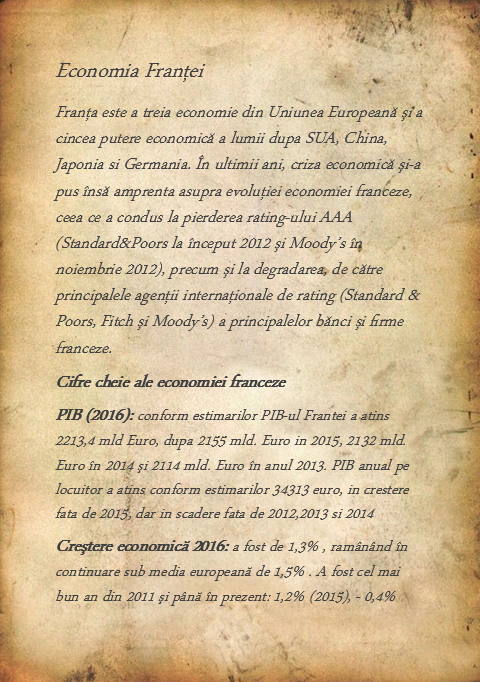 Economia Franței
Franța este a treia economie din Uniunea Europeană și a
cincea putere economică a lumii dupa SUA, China,
Japonia si Germania. În ultimii ani, criza economică și-a
pus însă amprenta asupra evoluției economiei franceze,
ceea ce a condus la pierderea rating-ului AAA
(Standard&Poors la început 2012 și Moody's în
noiembrie 2012), precum și la degradarea, de către
principalele agenții internaționale de rating (Standard &
Poors, Fitch și Moody's) a principalelor bănci și firme
franceze.
Cifre cheie ale economiei franceze
PIB (2016): conform estimarilor PIB-ul Frantei a atins
2213,4 mld Euro, dupa 2155 mld. Euro in 2015, 2132 mld.
Euro în 2014 și 2114 mld. Euro în anul 2013. PIB anual pe
locuitor a atins conform estimarilor 34313 euro, in crestere
fata de 2015, dar in scadere fata de 2012,2013 si 2014
Creștere economică 2016: a fost de 1,3% , ramânând în
continuare sub media europeană de 1,5% . A fost cel mai
bun an din 2011 și până în prezent: 1,2% (2015), - 0,4%